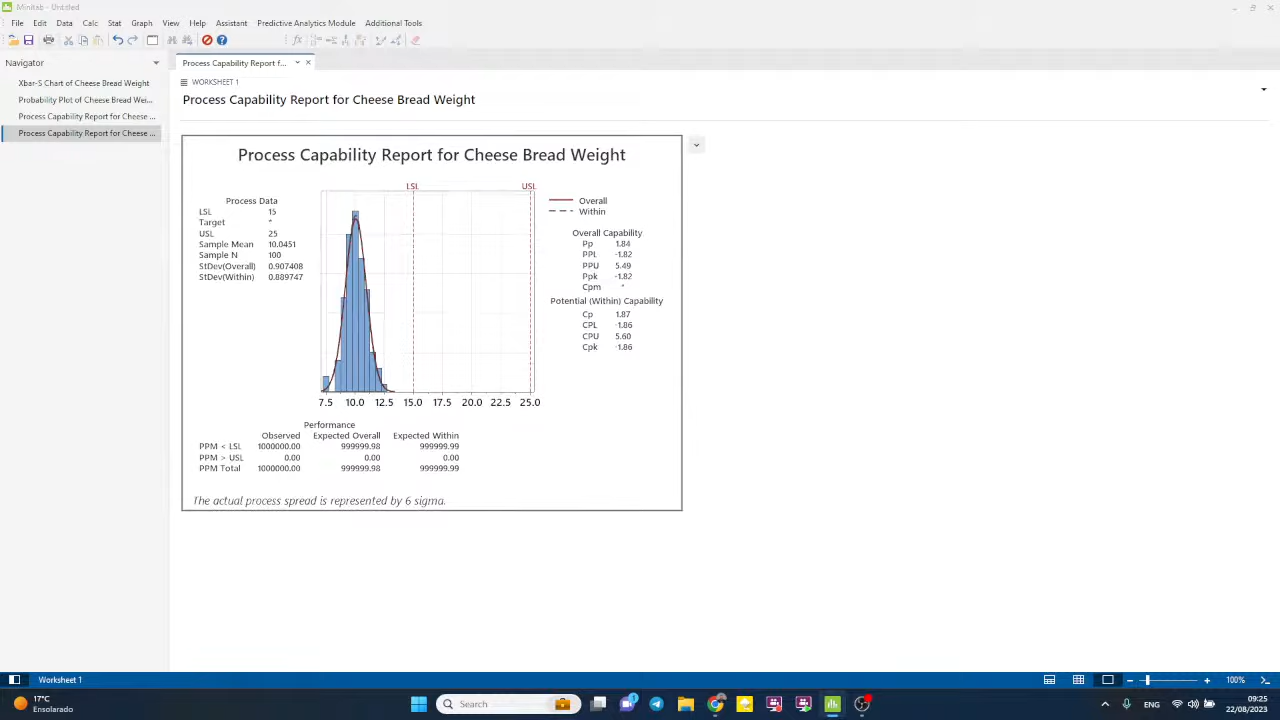 Minitab - Untitled
File Edit Data Calc Stat Graph View Help Assistant Predictive Analytics Module Additional Tools
Navigator
Process Capability Report f...
Xbar-S Chart of Cheese Bread Weight
Probability Plot of Cheese Bread Wei...
Process Capability Report for Cheese ...
Process Capability Report for Cheese ...
WORKSHEET 1
Process Capability Report for Cheese Bread Weight
Process Capability Report for Cheese Bread Weight
LSL USL
Process Data
LSL 15
Target *
USL 25
Sample Mean 10.0451
Sample N 100
StDev(Overall) 0.907408
StDev(Within) 0.889747
Overall
Within
Overall Capability
Pp 1.84
PPL -1.82
PPU 5.49
Ppk -1.82
Cpm *
Potential (Within) Capability
Cp 1.87
CPL -1.86
CPU 5.60
Cpk -1.86
7.5 10.0 12.5 15.0 17.5 20.0 22.5 25.0
Performance
Observed Expected Overall Expected Within
PPM < LSL 1000000.00 999999.98 999999.99
PPM > USL 0.00 0.00 0.00
PPM Total 1000000.00 999999.98 999999.99
The actual process spread is represented by 6 sigma.
Worksheet 1
100%
17°C
Ensolarado
Search
1
ENG
09:25
22/08/2023